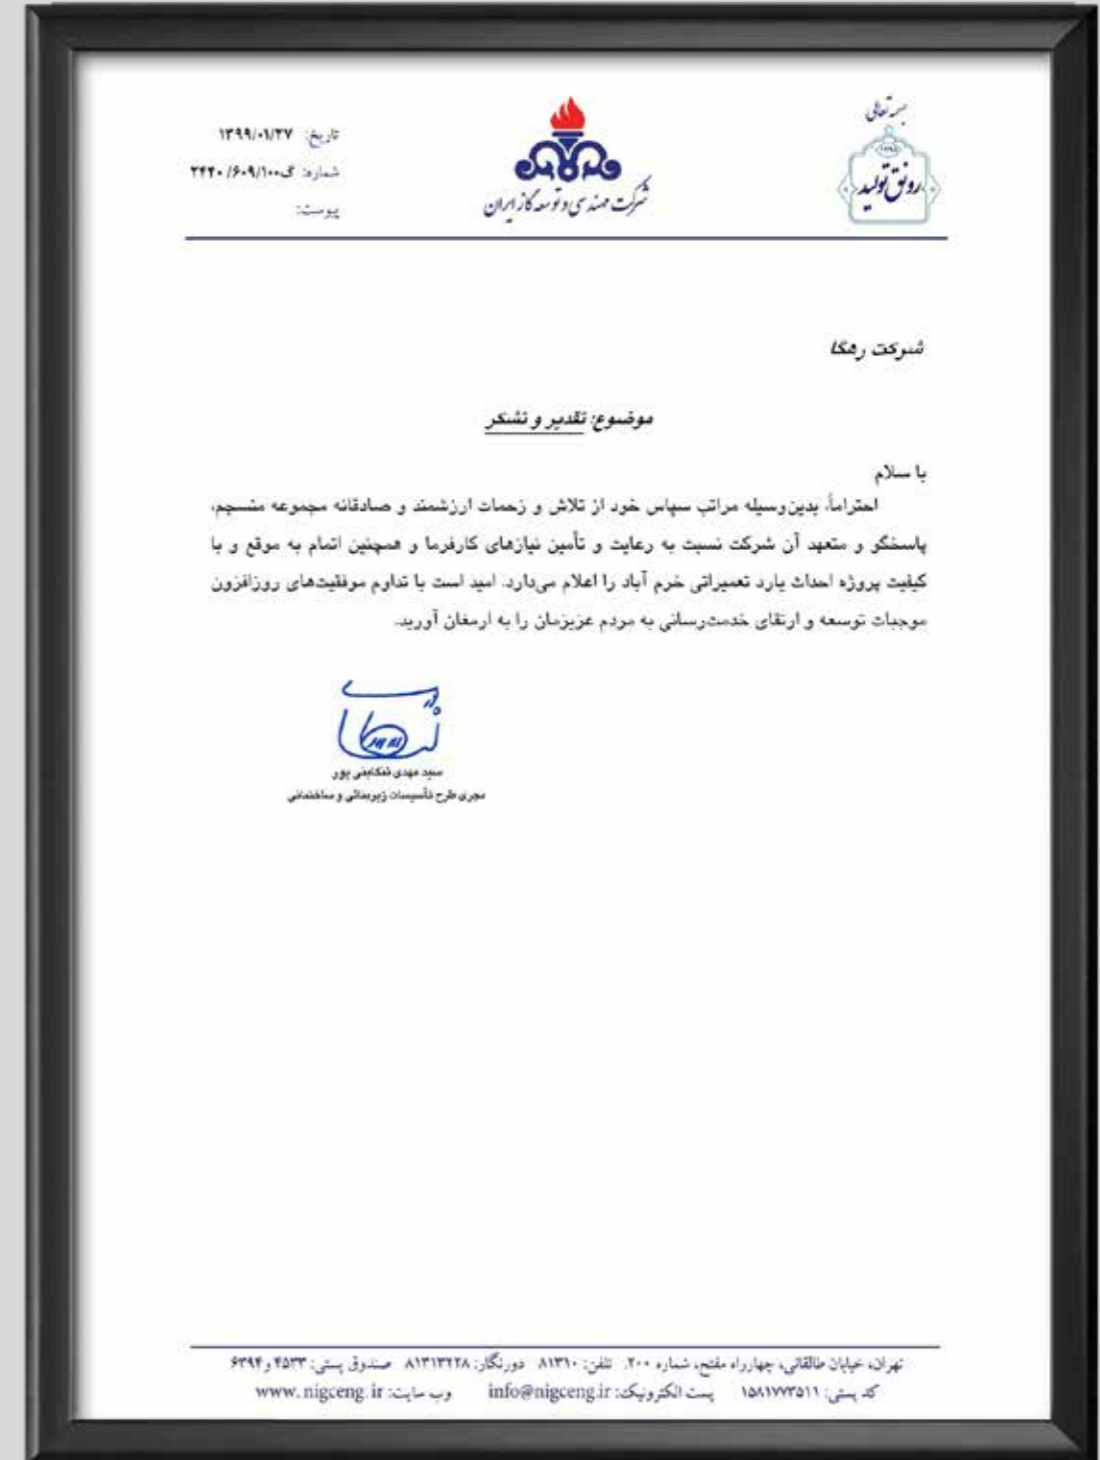 بسمه تعالی
رونق تولید
شرکت مهندسی و توسعه گاز ایران
تاریخ: ۱۳۹۹/۰۱/۲۷
شماره: گ۶۰۹/۱۰۰/ ۲۴۴۰
پیوست:
شرکت رهگا
موضوع: تقدیر و تشکر
با سلام
احتراماً، بدین‌وسیله مراتب سپاس خود از تلاش و زحمات ارزشمند و صادقانه مجموعه منسجم،
پاسخگو و متعهد آن شرکت نسبت به رعایت و تأمین نیازهای کارفرما و همچنین اتمام به موقع و با
کیفیت پروژه احداث یارد تعمیراتی خرم آباد را اعلام می‌دارد. امید است با تداوم موفقیت‌های روزافزون
موجبات توسعه و ارتقای خدمت‌رسانی به مردم عزیزمان را به ارمغان آورید.
سید مهدی
مجری طرح تأسیسات زیربنائی و ساختمانی
تهران، خیابان طالقانی، چهارراه مفتح، شماره ۲۰۰. تلفن: ۸۱۳۱۰ دورنگار: ۸۱۳۱۳۲۲۸ صندوق پستی: ۴۵۳۳ و ۶۳۹۴
کد پستی: ۱۵۸۱۷۷۳۵۱۱ پست الکترونیک: info@nigceng.ir وب سایت: www.nigceng.ir